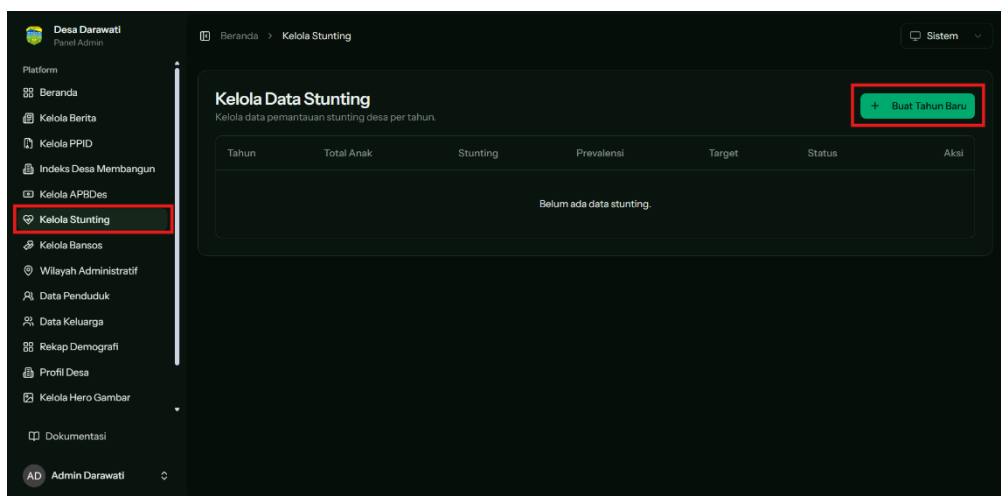 Desa Darawati
Panel Admin
Platform
Beranda
Kelola Berita
Kelola PPID
Indeks Desa Membangun
Kelola APBDes
Kelola Stunting
Kelola Bansos
Wilayah Administratif
Data Penduduk
Data Keluarga
Rekap Demografi
Profil Desa
Kelola Hero Gambar
Dokumentasi
AD Admin Darawati
Beranda > Kelola Stunting
Sistem
Kelola Data Stunting
Kelola data pemantauan stunting desa per tahun.
+ Buat Tahun Baru
Tahun Total Anak Stunting Prevalensi Target Status Aksi
Belum ada data stunting.